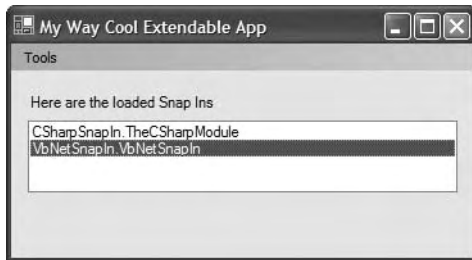 My Way Cool Extendable App
Tools
Here are the loaded Snap Ins
CSharpSnapIn.TheCSharpModule
VbNetSnapIn.VbNetSnapIn